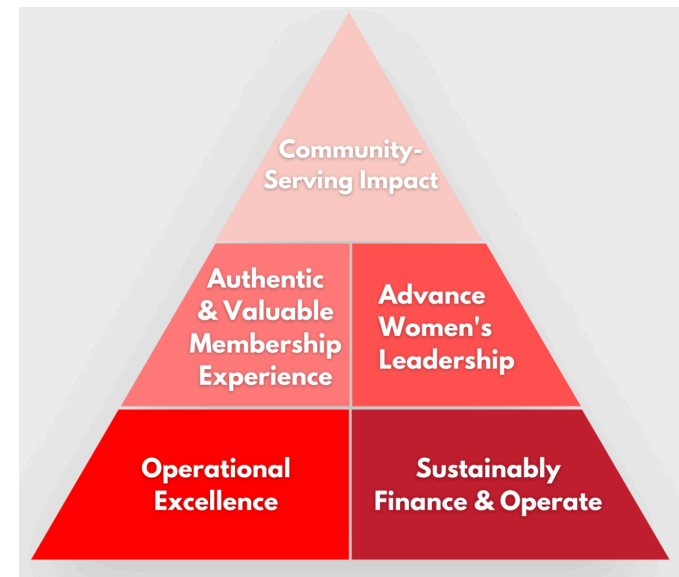 Community-
Serving Impact
Authentic
& Valuable
Membership
Experience
Advance
Women's
Leadership
Operational
Excellence
Sustainably
Finance & Operate